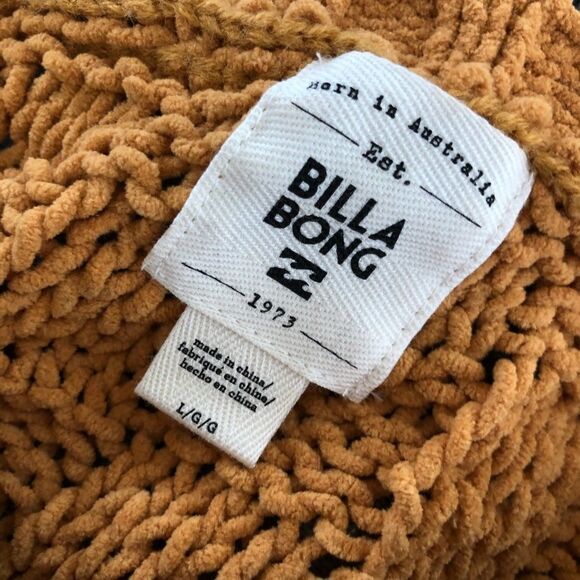 Born in Australia
Est.
BILLA
BONG
1973
made in china/
fabriqué en chine/
hecho en china
L/G/G